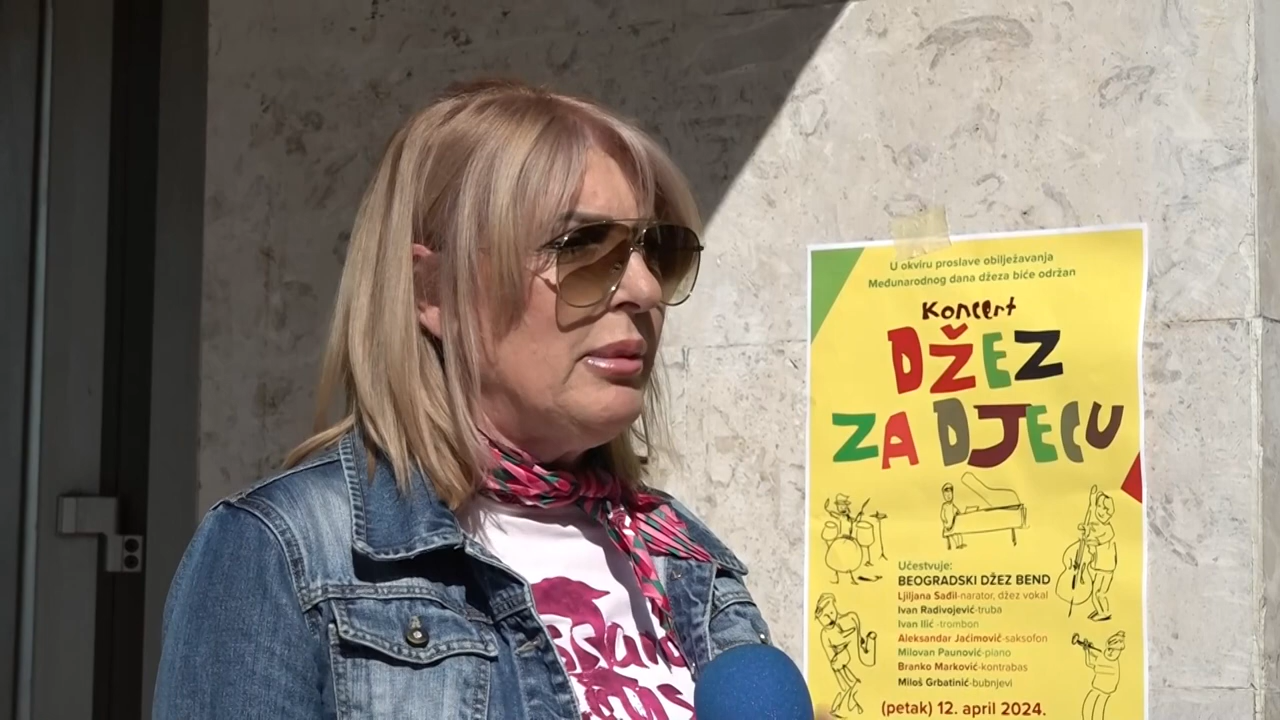 U okviru proslave obilježavanja
Međunarodnog dana džeza biće održan
Koncert
DŽEZ
ZA DJECU
Učestvuje:
BEOGRADSKI DŽEZ BEND
Ljiljana Sađil-narator, džez vokal
Ivan Radivojević-truba
Ivan Ilić -trombon
Aleksandar Jaćimović-saksofon
Milovan Paunović-piano
Branko Marković-kontrabas
Miloš Grbatinić-bubnjevi
(petak) 12. april 2024.